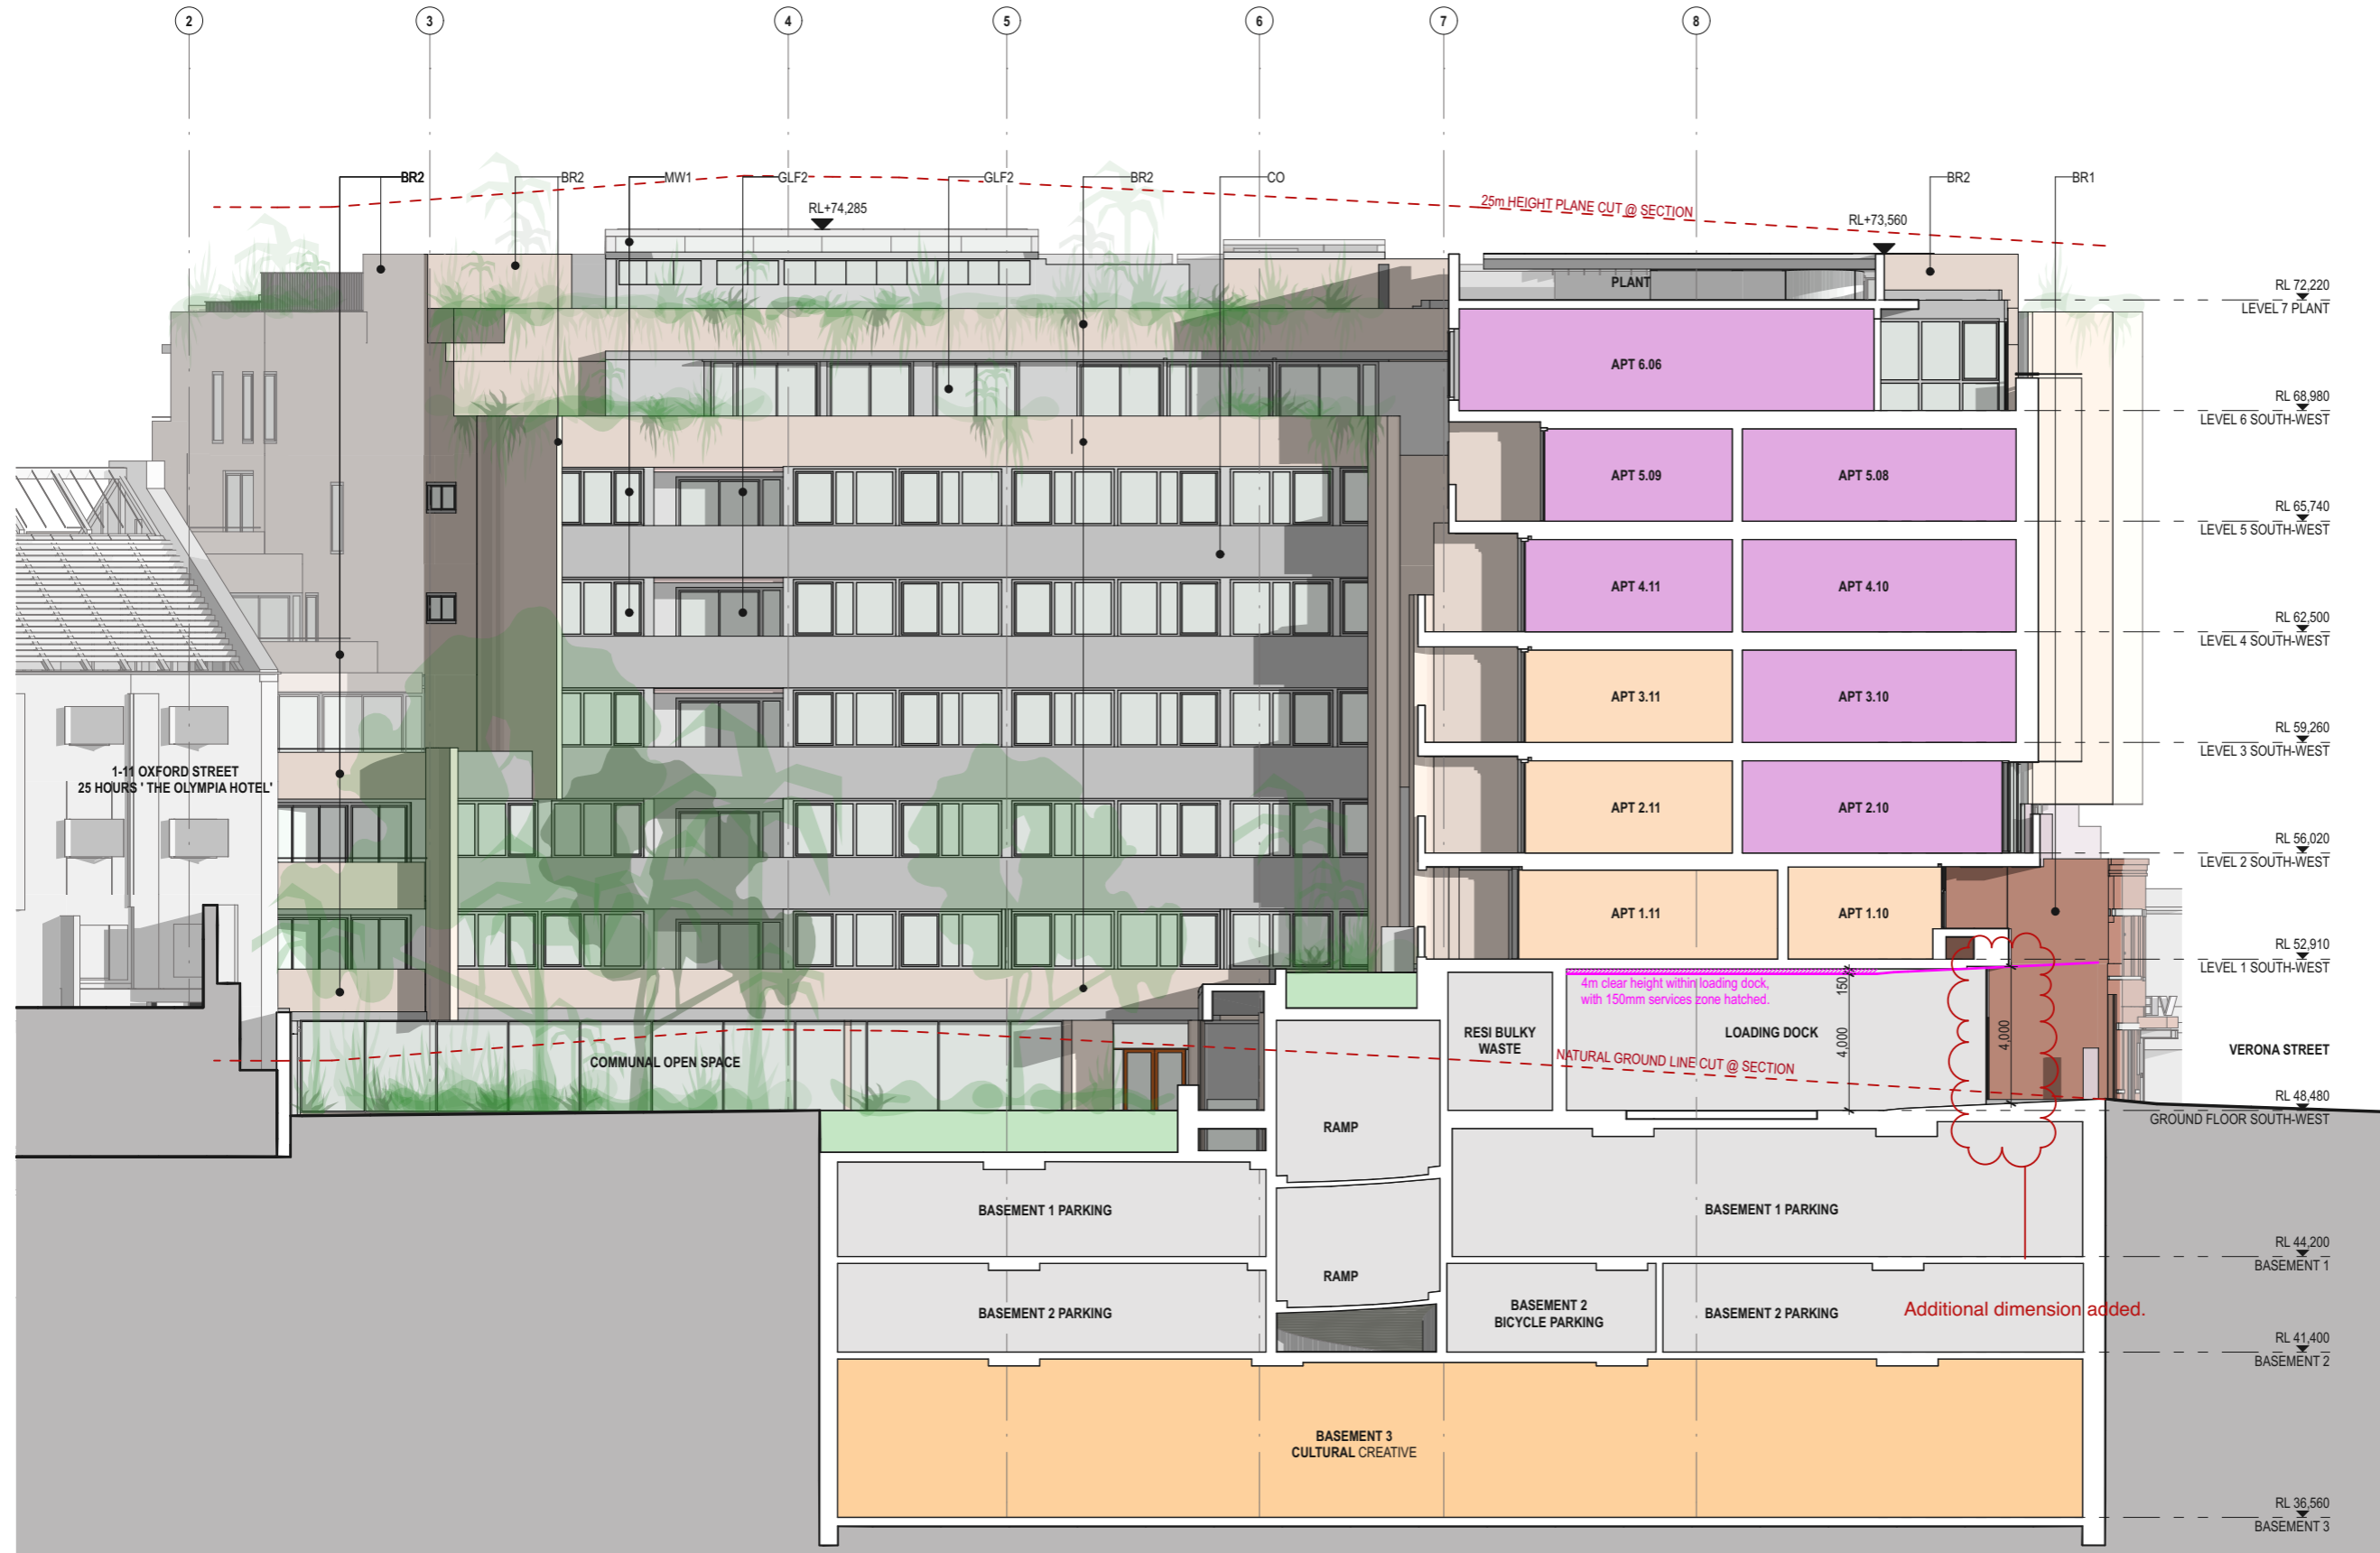 2
3
4
5
6
7
8
BR2
BR2
MW1
GLF2
GLF2
BR2
CO
BR2
BR1
25m HEIGHT PLANE CUT @ SECTION
RL+74,285
RL+73,560
PLANT
RL 72,220
LEVEL 7 PLANT
APT 6.06
RL 68,980
LEVEL 6 SOUTH-WEST
APT 5.09
APT 5.08
RL 65,740
LEVEL 5 SOUTH-WEST
APT 4.11
APT 4.10
RL 62,500
LEVEL 4 SOUTH-WEST
APT 3.11
APT 3.10
RL 59,260
LEVEL 3 SOUTH-WEST
1-11 OXFORD STREET
25 HOURS ' THE OLYMPIA HOTEL'
APT 2.11
APT 2.10
RL 56,020
LEVEL 2 SOUTH-WEST
APT 1.11
APT 1.10
RL 52,910
LEVEL 1 SOUTH-WEST
4m clear height within loading dock,
with 150mm services zone hatched.
150
RESI BULKY
WASTE
LOADING DOCK
4,000
4,000
NATURAL GROUND LINE CUT @ SECTION
COMMUNAL OPEN SPACE
VERONA STREET
RL 48,480
GROUND FLOOR SOUTH-WEST
RAMP
BASEMENT 1 PARKING
BASEMENT 1 PARKING
RL 44,200
BASEMENT 1
RAMP
BASEMENT 2 PARKING
BASEMENT 2
BICYCLE PARKING
BASEMENT 2 PARKING
Additional dimension added.
RL 41,400
BASEMENT 2
BASEMENT 3
CULTURAL CREATIVE
RL 36,560
BASEMENT 3